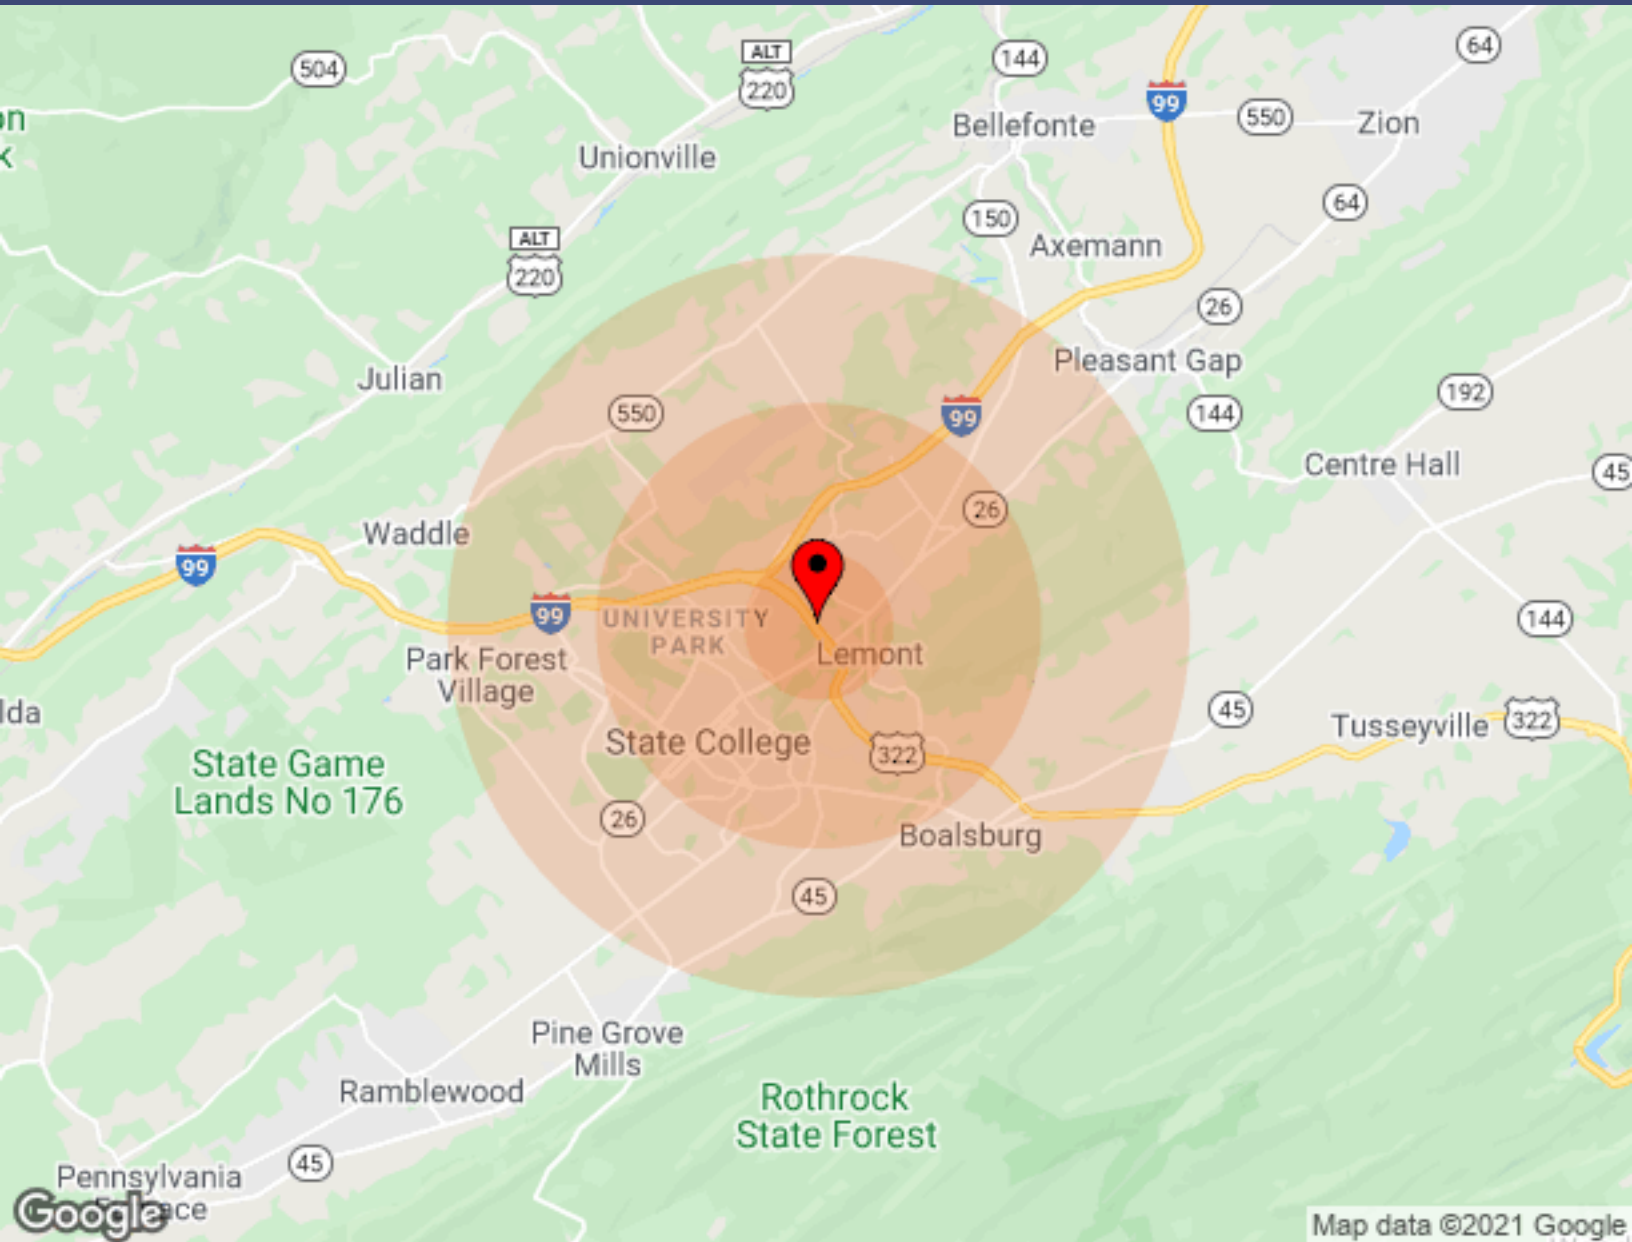 64
504
ALT
144
220
99
on
550
Zion
Bellefonte
k
Unionville
64
150
ALT
Axemann
220
26
Pleasant Gap
Julian
192
550
99
144
Centre Hall
45
26
Waddle
99
99
UNIVERSITY
PARK
144
Lemont
Park Forest
Village
lda
45
322
Tusseyville
State College
322
State Game
Lands No 176
26
Boalsburg
45
Pine Grove
Mills
Ramblewood
Rothrock
State Forest
45
Pennsylvania
Google
Map data ©2021 Google